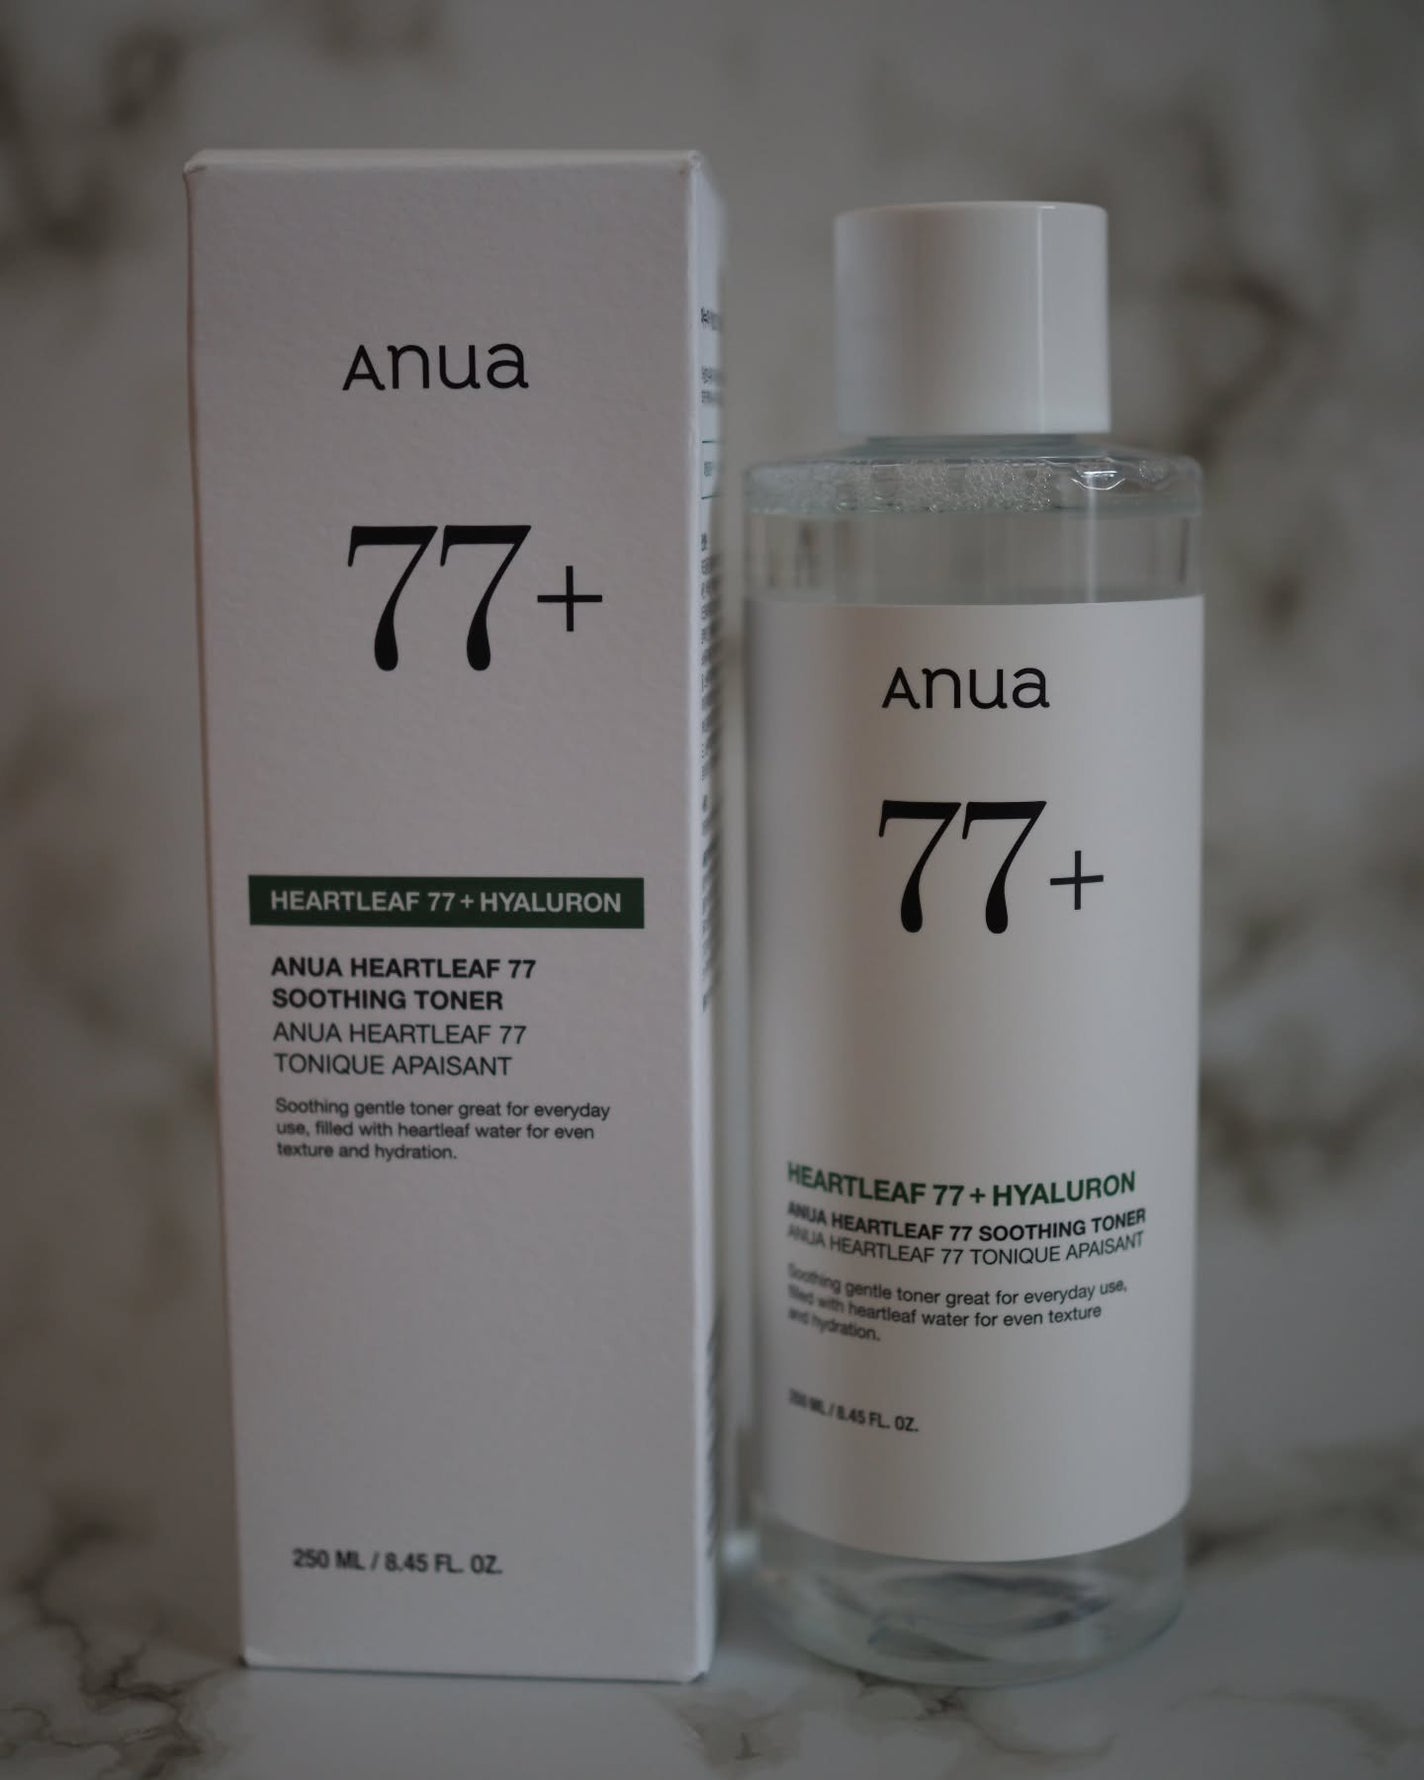 Anua
77+
HEARTLEAF 77 + HYALURON
ANUA HEARTLEAF 77
SOOTHING TONER
ANUA HEARTLEAF 77
TONIQUE APAISANT
Soothing gentle toner great for everyday
use, filled with heartleaf water for even
texture and hydration.
250 ML / 8.45 FL. OZ.
Anua
77+
HEARTLEAF 77 + HYALURON
ANUA HEARTLEAF 77 SOOTHING TONER
ANUA HEARTLEAF 77 TONIQUE APAISANT
Soothing gentle toner great for everyday use,
filled with heartleaf water for even texture
and hydration.
250 ML / 8.45 FL. OZ.